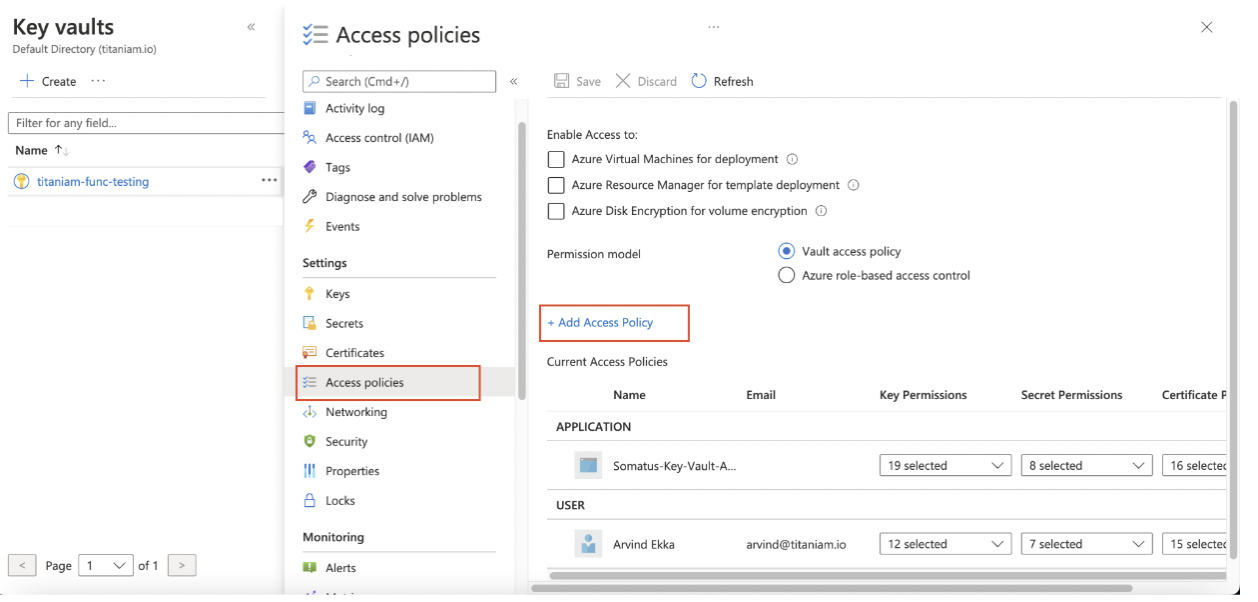 Key vaults
«
Default Directory (titaniam.io)
+ Create ...
Filter for any field...
Name ↑↓
titaniam-func-testing ...
< Page 1 of 1 >
Access policies
...
Search (Cmd+/)
«
Activity log
Access control (IAM)
Tags
Diagnose and solve problems
Events
Settings
Keys
Secrets
Certificates
Access policies
Networking
Security
Properties
Locks
Monitoring
Alerts
Save Discard Refresh
Enable Access to:
Azure Virtual Machines for deployment
Azure Resource Manager for template deployment
Azure Disk Encryption for volume encryption
Permission model
Vault access policy
Azure role-based access control
+ Add Access Policy
Current Access Policies
Name Email Key Permissions Secret Permissions Certificate P
APPLICATION
Somatus-Key-Vault-A... 19 selected 8 selected 16 selected
USER
Arvind Ekka arvind@titaniam.io 12 selected 7 selected 15 selected